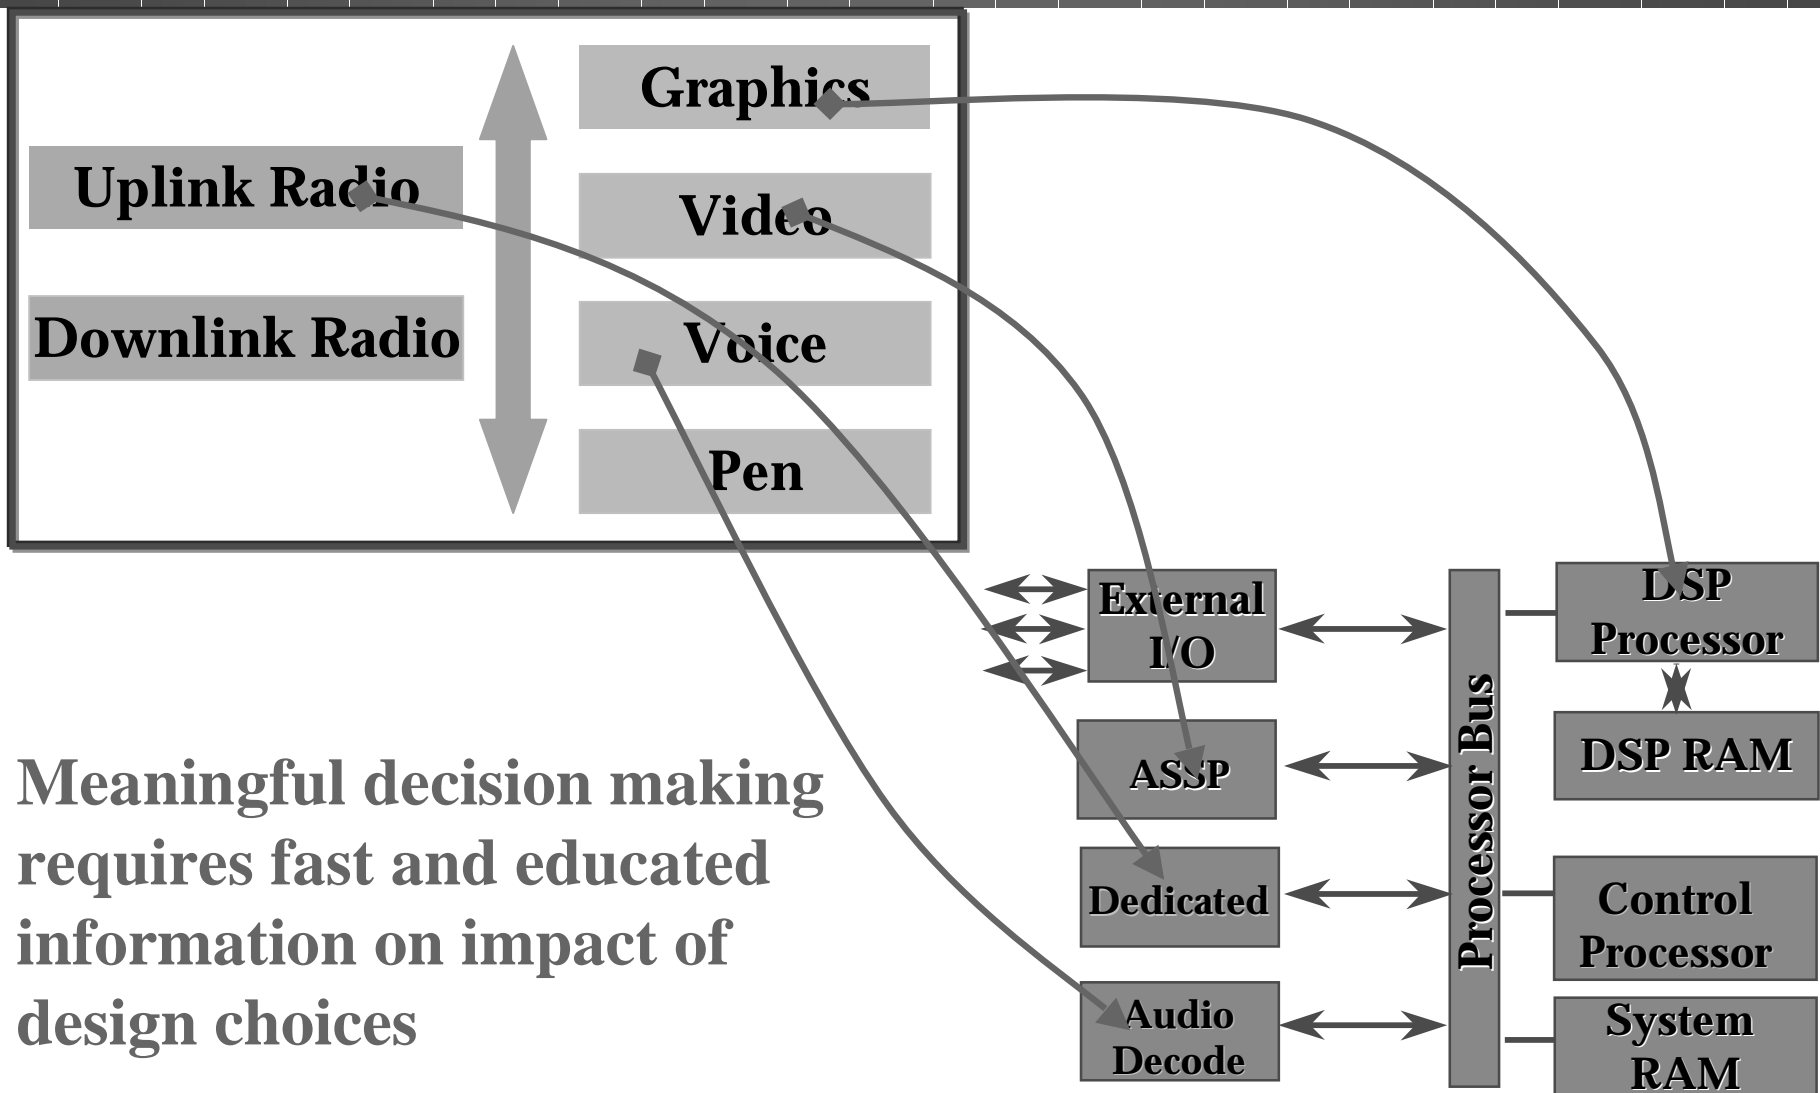 Graphics
Uplink Radio
Video
Downlink Radio
Voice
Pen
External
I/O
ASSP
Dedicated
Audio
Decode
Processor Bus
DSP
Processor
DSP RAM
Control
Processor
System
RAM
Meaningful decision making
requires fast and educated
information on impact of
design choices